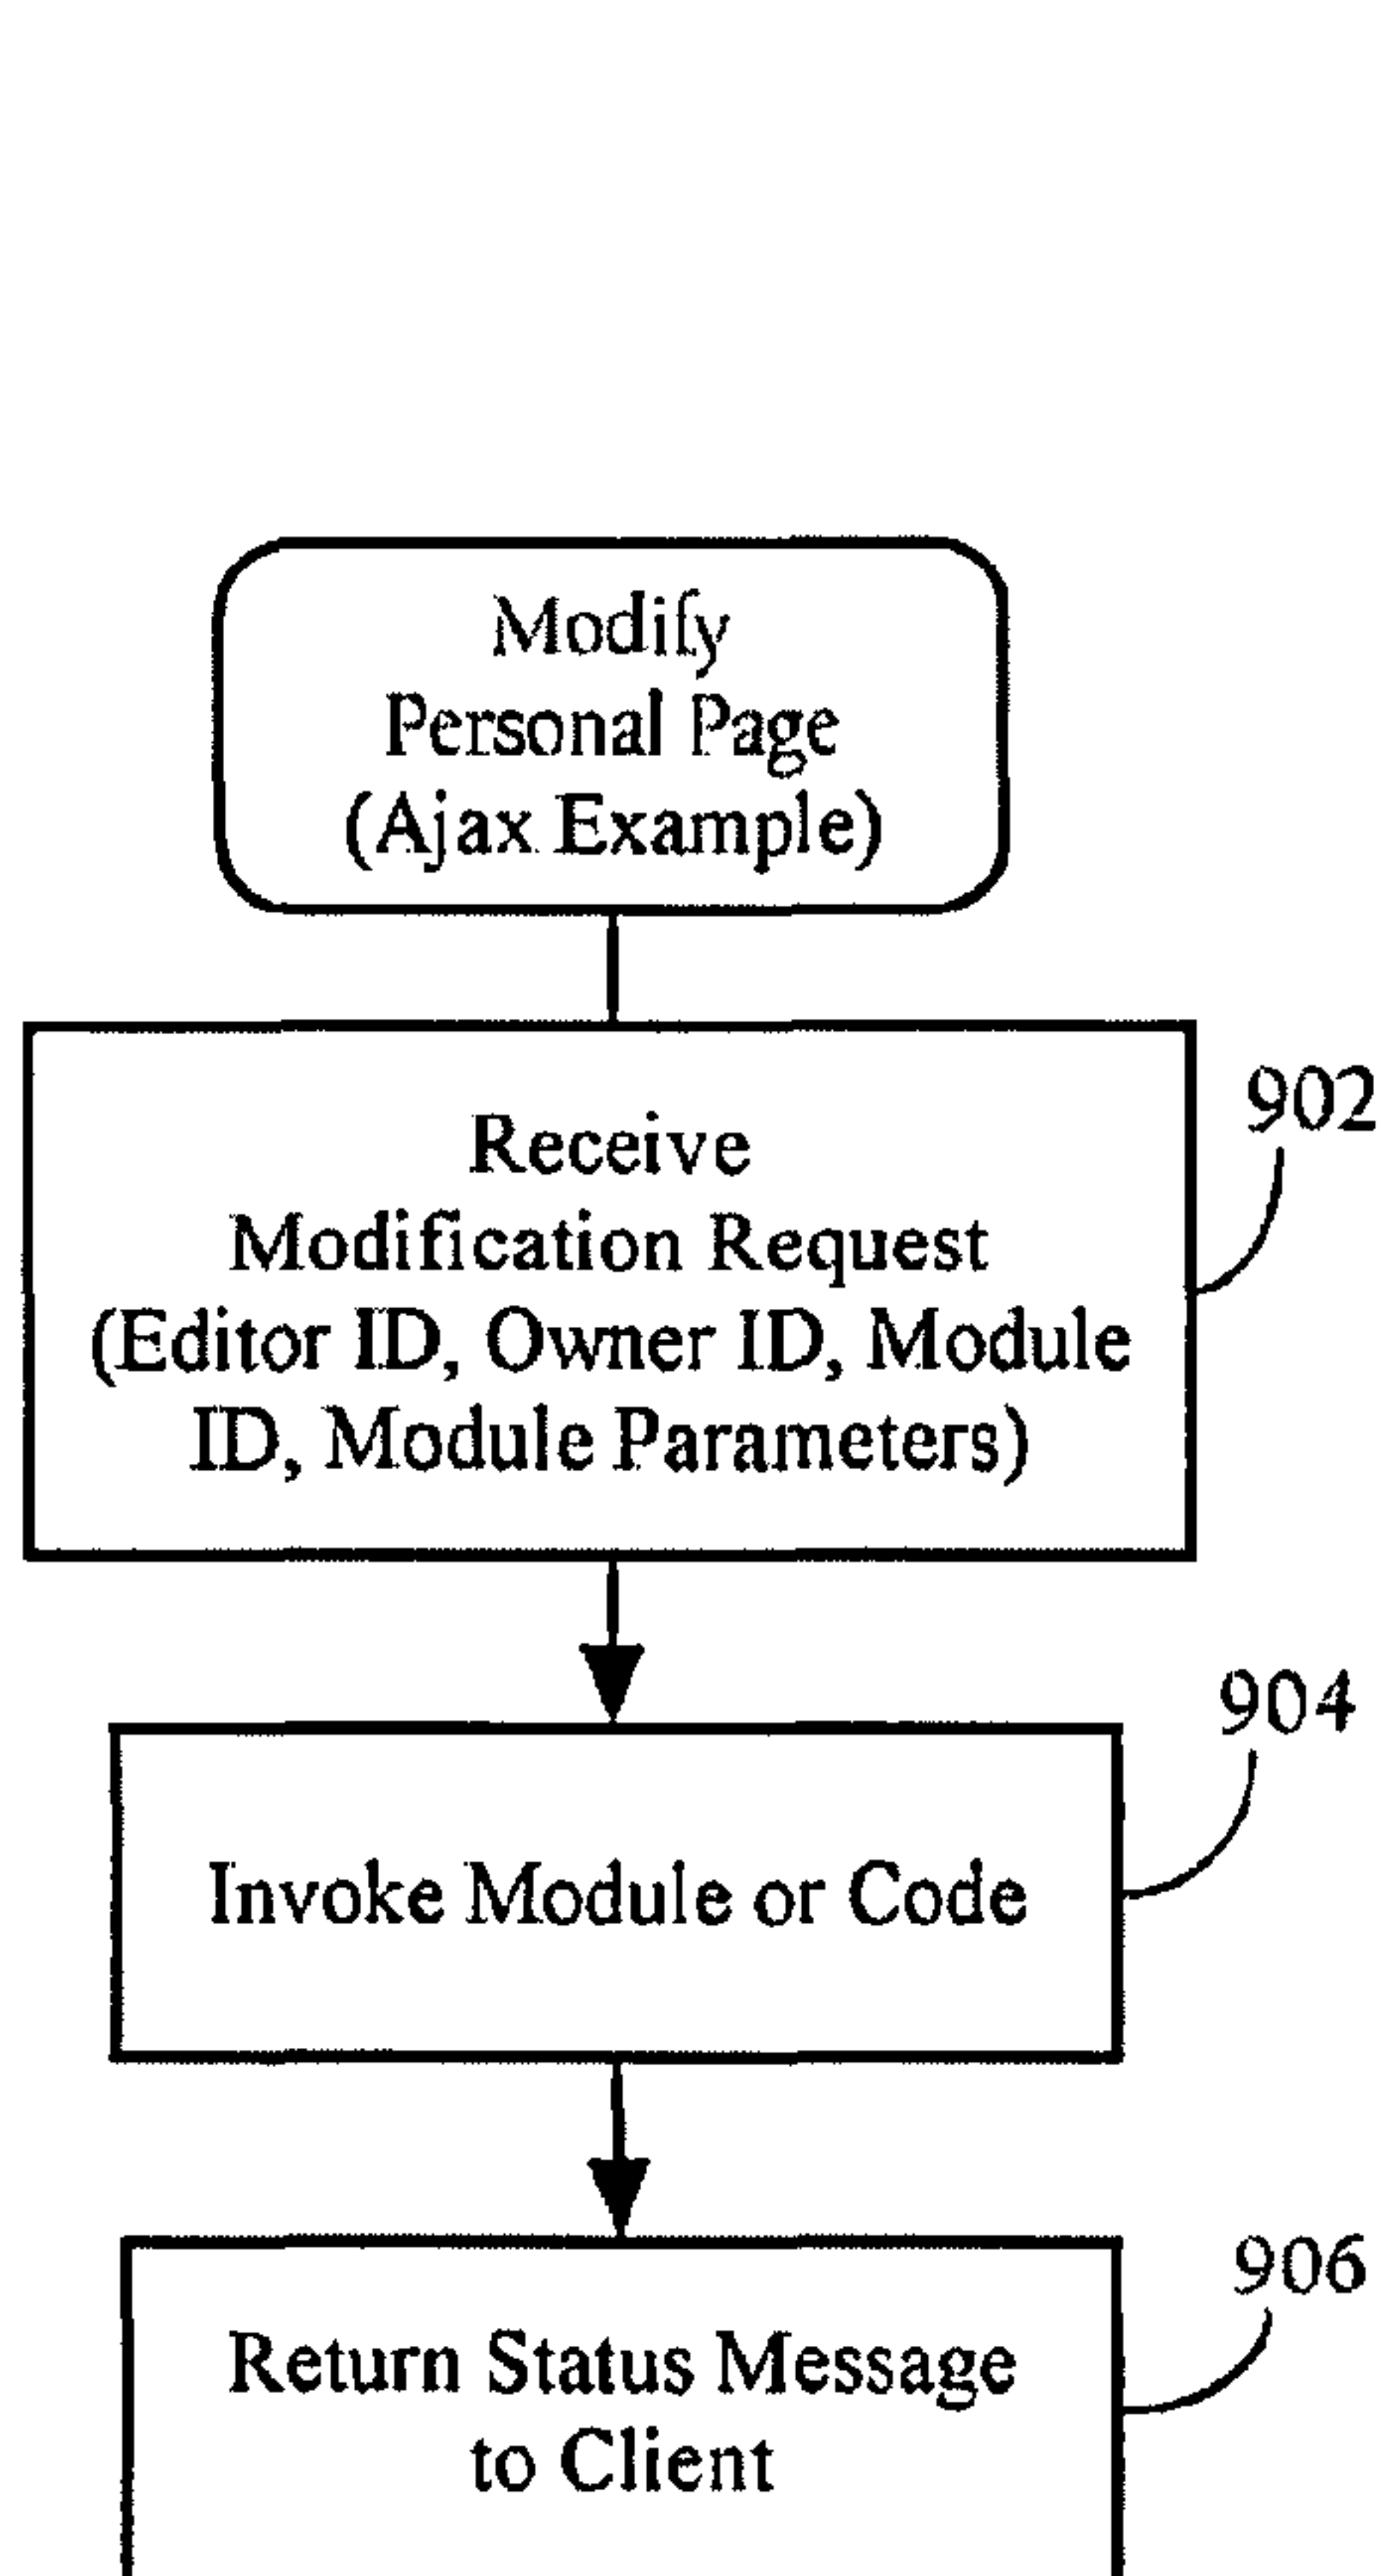 Modify
Personal Page
(Ajax Example)
902
Receive
Modification Request
(Editor ID, Owner ID, Module
ID, Module Parameters)
904
Invoke Module or Code
906
Return Status Message
to Client